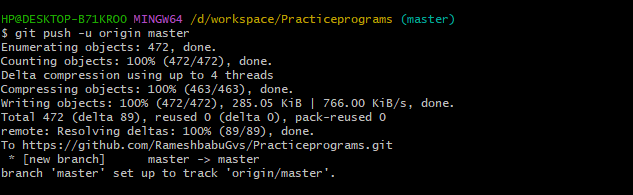 HP@DESKTOP-B71KROO MINGW64 /d/workspace/Practiceprograms (master)
$ git push -u origin master
Enumerating objects: 472, done.
Counting objects: 100% (472/472), done.
Delta compression using up to 4 threads
Compressing objects: 100% (463/463), done.
Writing objects: 100% (472/472), 285.05 KiB | 766.00 KiB/s, done.
Total 472 (delta 89), reused 0 (delta 0), pack-reused 0
remote: Resolving deltas: 100% (89/89), done.
To https://github.com/RameshbabuGvs/Practiceprograms.git
 * [new branch]      master -> master
branch 'master' set up to track 'origin/master'.